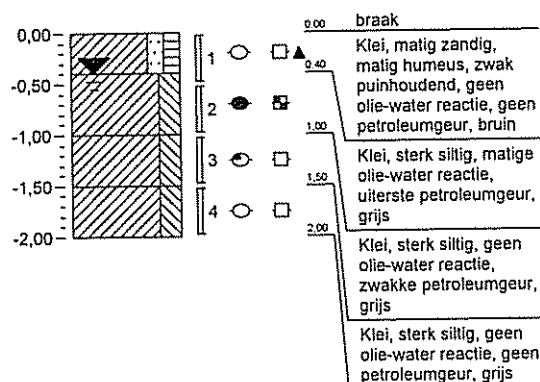 0,00
-0,50
-1,00
-1,50
-2,00
1
2
3
4
0.00
braak
Klei, matig zandig,
matig humeus, zwak
puinhoudend, geen
olie-water reactie, geen
petroleumgeur, bruin
0.40
Klei, sterk siltig, matige
olie-water reactie,
uiterste petroleumgeur,
grijs
1,00
Klei, sterk siltig, geen
olie-water reactie,
zwakke petroleumgeur,
grijs
1,50
Klei, sterk siltig, geen
olie-water reactie, geen
petroleumgeur, grijs
2,00